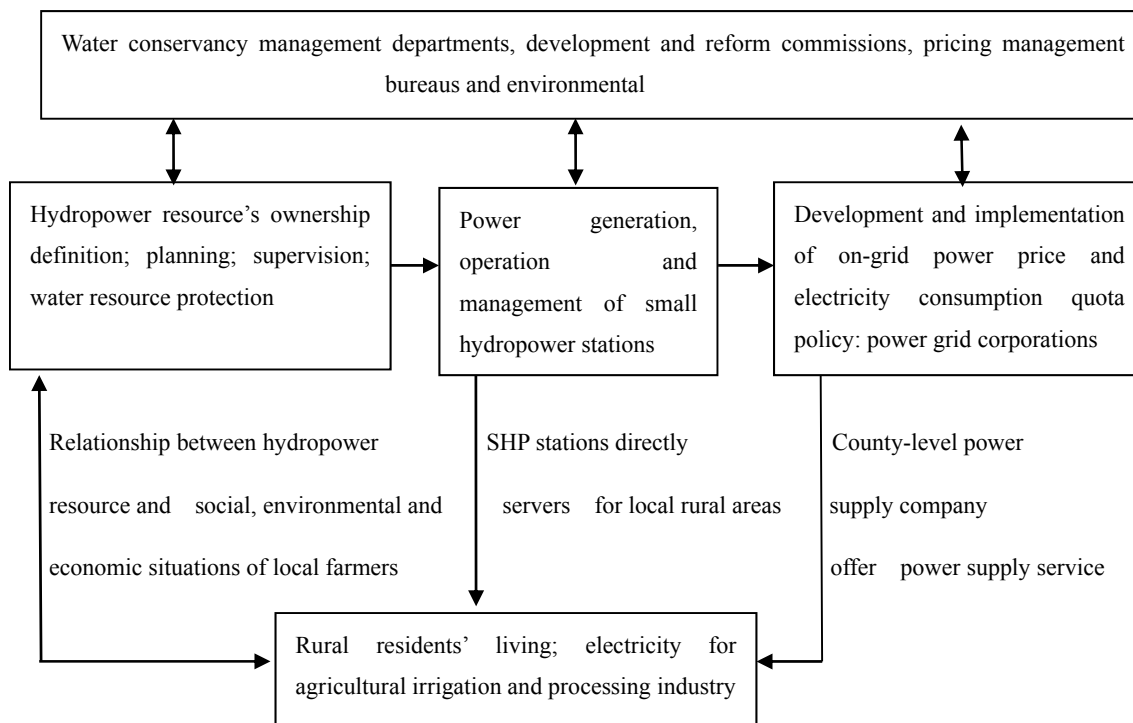 Water conservancy management departments, development and reform commissions, pricing management
bureaus and environmental
Hydropower resource’s ownership
definition; planning; supervision;
water resource protection
Power generation,
operation and
management of small
hydropower stations
Development and implementation
of on-grid power price and
electricity consumption quota
policy: power grid corporations
Relationship between hydropower
resource and social, environmental and
economic situations of local farmers
SHP stations directly
servers for local rural areas
County-level power
supply company
offer power supply service
Rural residents’ living; electricity for
agricultural irrigation and processing industry